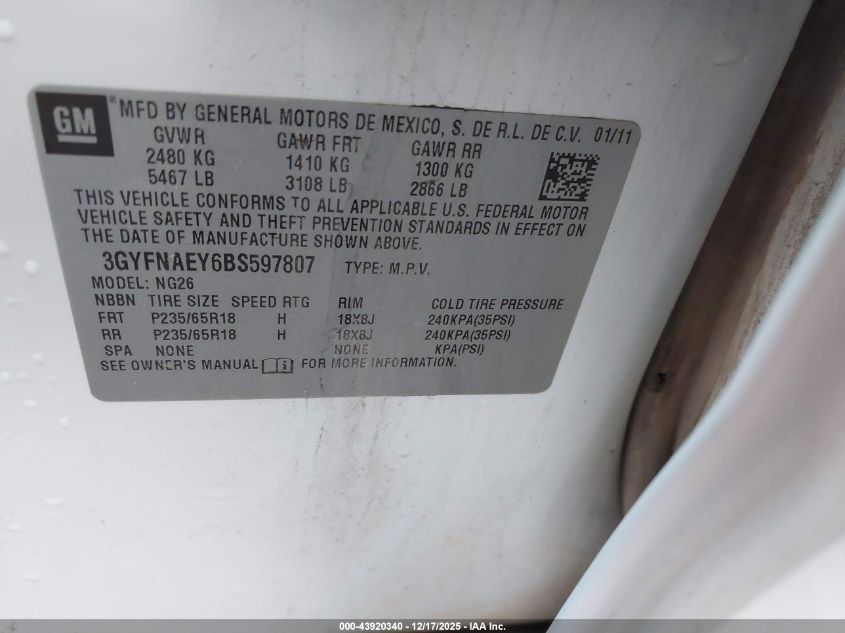 GM ® MFD BY GENERAL MOTORS DE MEXICO, S. DE R.L. DE C.V. 01/11
GVWR GAWR FRT GAWR RR
2480 KG 1410 KG 1300 KG
5467 LB 3108 LB 2866 LB
THIS VEHICLE CONFORMS TO ALL APPLICABLE U.S. FEDERAL MOTOR
VEHICLE SAFETY AND THEFT PREVENTION STANDARDS IN EFFECT ON
THE DATE OF MANUFACTURE SHOWN ABOVE.
3GYFNAEY6BS597807 TYPE: M.P.V.
MODEL: NG26
NBBN TIRE SIZE SPEED RTG RIM COLD TIRE PRESSURE
FRT P235/65R18 H 18X8J 240KPA(35PSI)
RR P235/65R18 H 18X8J 240KPA(35PSI)
SPA NONE NONE KPA(PSI)
SEE OWNER'S MANUAL i FOR MORE INFORMATION.
000-43920340 - 12/17/2025 - IAA Inc.